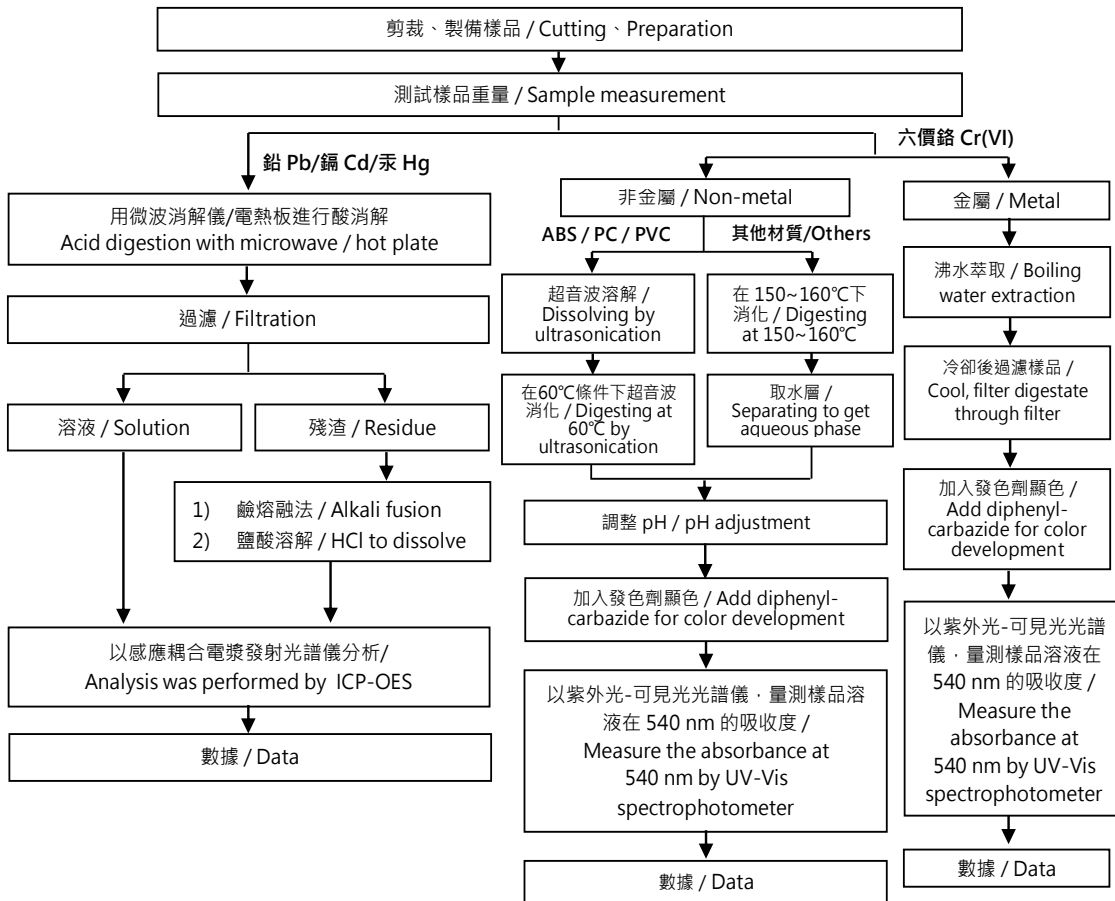 剪裁、製備樣品 / Cutting、Preparation
測試樣品重量 / Sample measurement
鉛 Pb/鎘 Cd/汞 Hg
用微波消解儀/電熱板進行酸消解
Acid digestion with microwave / hot plate
過濾 / Filtration
溶液 / Solution
殘渣 / Residue
1) 鹼熔融法 / Alkali fusion
2) 鹽酸溶解 / HCl to dissolve
以感應耦合電漿發射光譜儀分析/
Analysis was performed by ICP-OES
數據 / Data
六價鉻 Cr(VI)
非金屬 / Non-metal
ABS / PC / PVC
其他材質/Others
超音波溶解 /
Dissolving by
ultrasonication
在 150~160℃下
消化 / Digesting
at 150~160℃
在60℃條件下超音波
消化 / Digesting at
60℃ by
ultrasonication
取水層 /
Separating to get
aqueous phase
調整 pH / pH adjustment
加入發色劑顯色 / Add diphenyl-
carbazide for color development
以紫外光-可見光光譜儀，量測樣品溶
液在 540 nm 的吸收度 /
Measure the absorbance at
540 nm by UV-Vis
spectrophotometer
數據 / Data
金屬 / Metal
沸水萃取 / Boiling
water extraction
冷卻後過濾樣品 /
Cool, filter digestate
through filter
加入發色劑顯色 /
Add diphenyl-
carbazide for color
development
以紫外光-可見光光譜
儀，量測樣品溶液在
540 nm 的吸收度 /
Measure the
absorbance at
540 nm by UV-Vis
spectrophotometer
數據 / Data